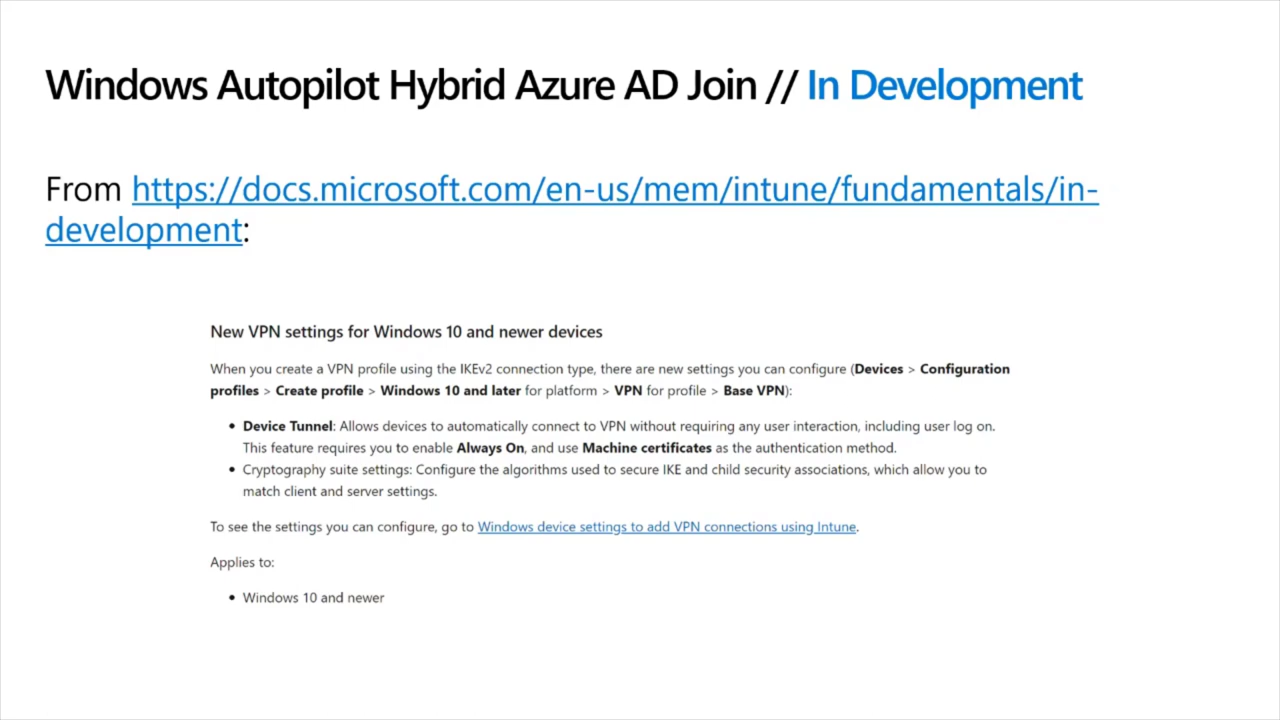 Windows Autopilot Hybrid Azure AD Join // In Development
From https://docs.microsoft.com/en-us/mem/intune/fundamentals/in-
development:
New VPN settings for Windows 10 and newer devices
When you create a VPN profile using the IKEv2 connection type, there are new settings you can configure (Devices > Configuration
profiles > Create profile > Windows 10 and later for platform > VPN for profile > Base VPN):
• Device Tunnel: Allows devices to automatically connect to VPN without requiring any user interaction, including user log on.
This feature requires you to enable Always On, and use Machine certificates as the authentication method.
• Cryptography suite settings: Configure the algorithms used to secure IKE and child security associations, which allow you to
match client and server settings.
To see the settings you can configure, go to Windows device settings to add VPN connections using Intune.
Applies to:
• Windows 10 and newer